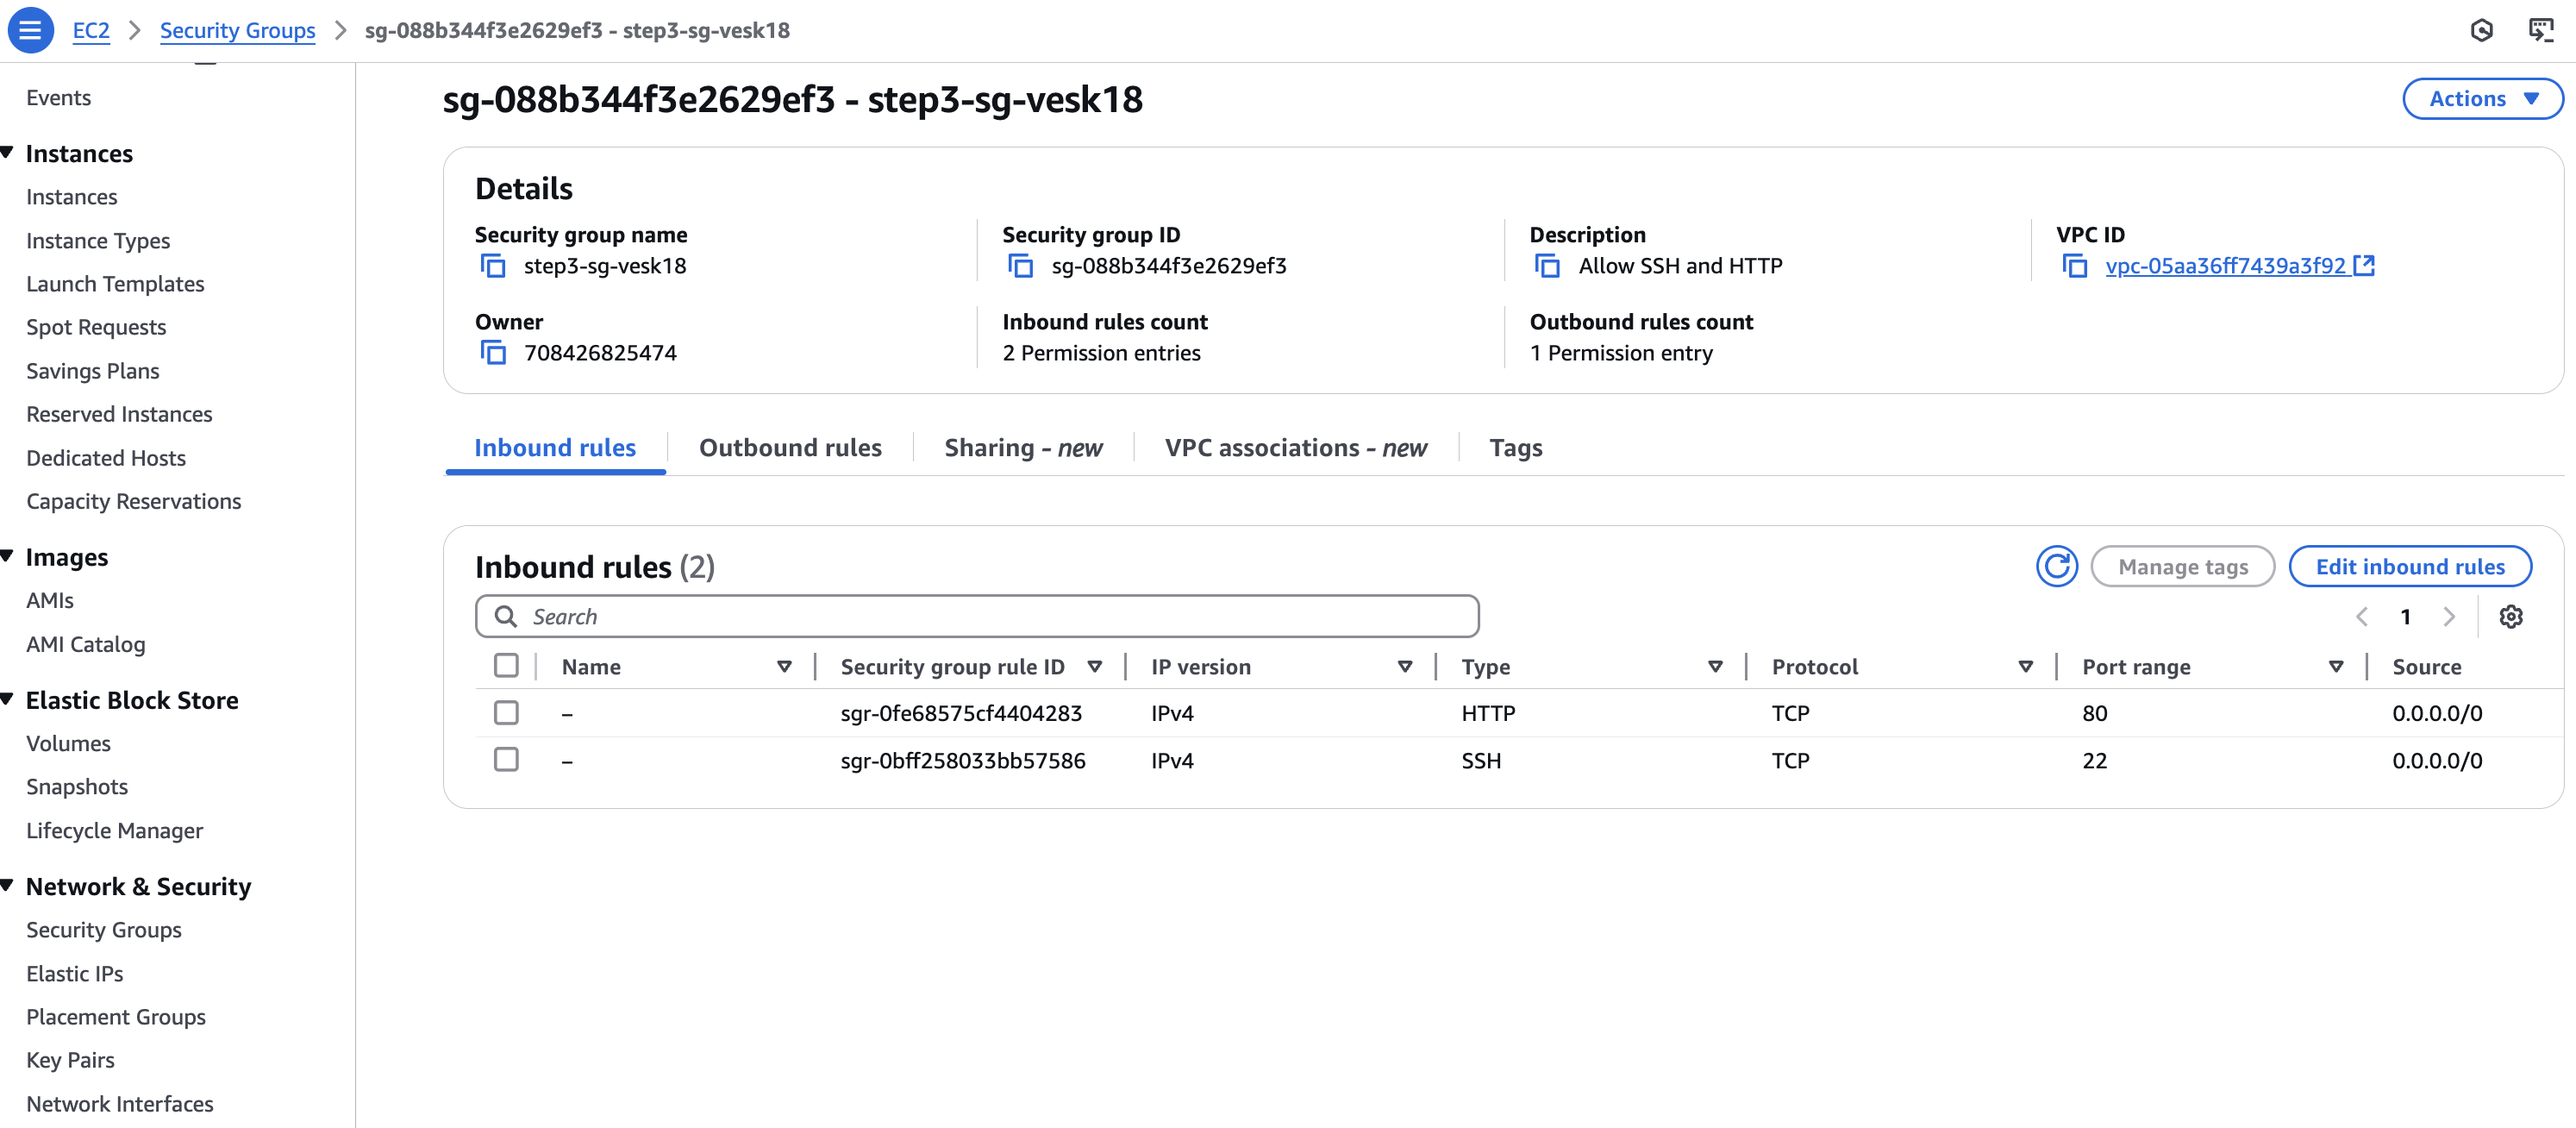 EC2 > Security Groups > sg-088b344f3e2629ef3 - step3-sg-vesk18
Events
Instances
Instances
Instance Types
Launch Templates
Spot Requests
Savings Plans
Reserved Instances
Dedicated Hosts
Capacity Reservations
Images
AMIs
AMI Catalog
Elastic Block Store
Volumes
Snapshots
Lifecycle Manager
Network & Security
Security Groups
Elastic IPs
Placement Groups
Key Pairs
Network Interfaces
sg-088b344f3e2629ef3 - step3-sg-vesk18
Actions
Details
Security group name
step3-sg-vesk18
Security group ID
sg-088b344f3e2629ef3
Description
Allow SSH and HTTP
VPC ID
vpc-05aa36ff7439a3f92
Owner
708426825474
Inbound rules count
2 Permission entries
Outbound rules count
1 Permission entry
Inbound rules Outbound rules Sharing - new VPC associations - new Tags
Inbound rules (2)
Manage tags Edit inbound rules
Search
1
Name Security group rule ID IP version Type Protocol Port range Source
– sgr-0fe68575cf4404283 IPv4 HTTP TCP 80 0.0.0.0/0
– sgr-0bff258033bb57586 IPv4 SSH TCP 22 0.0.0.0/0